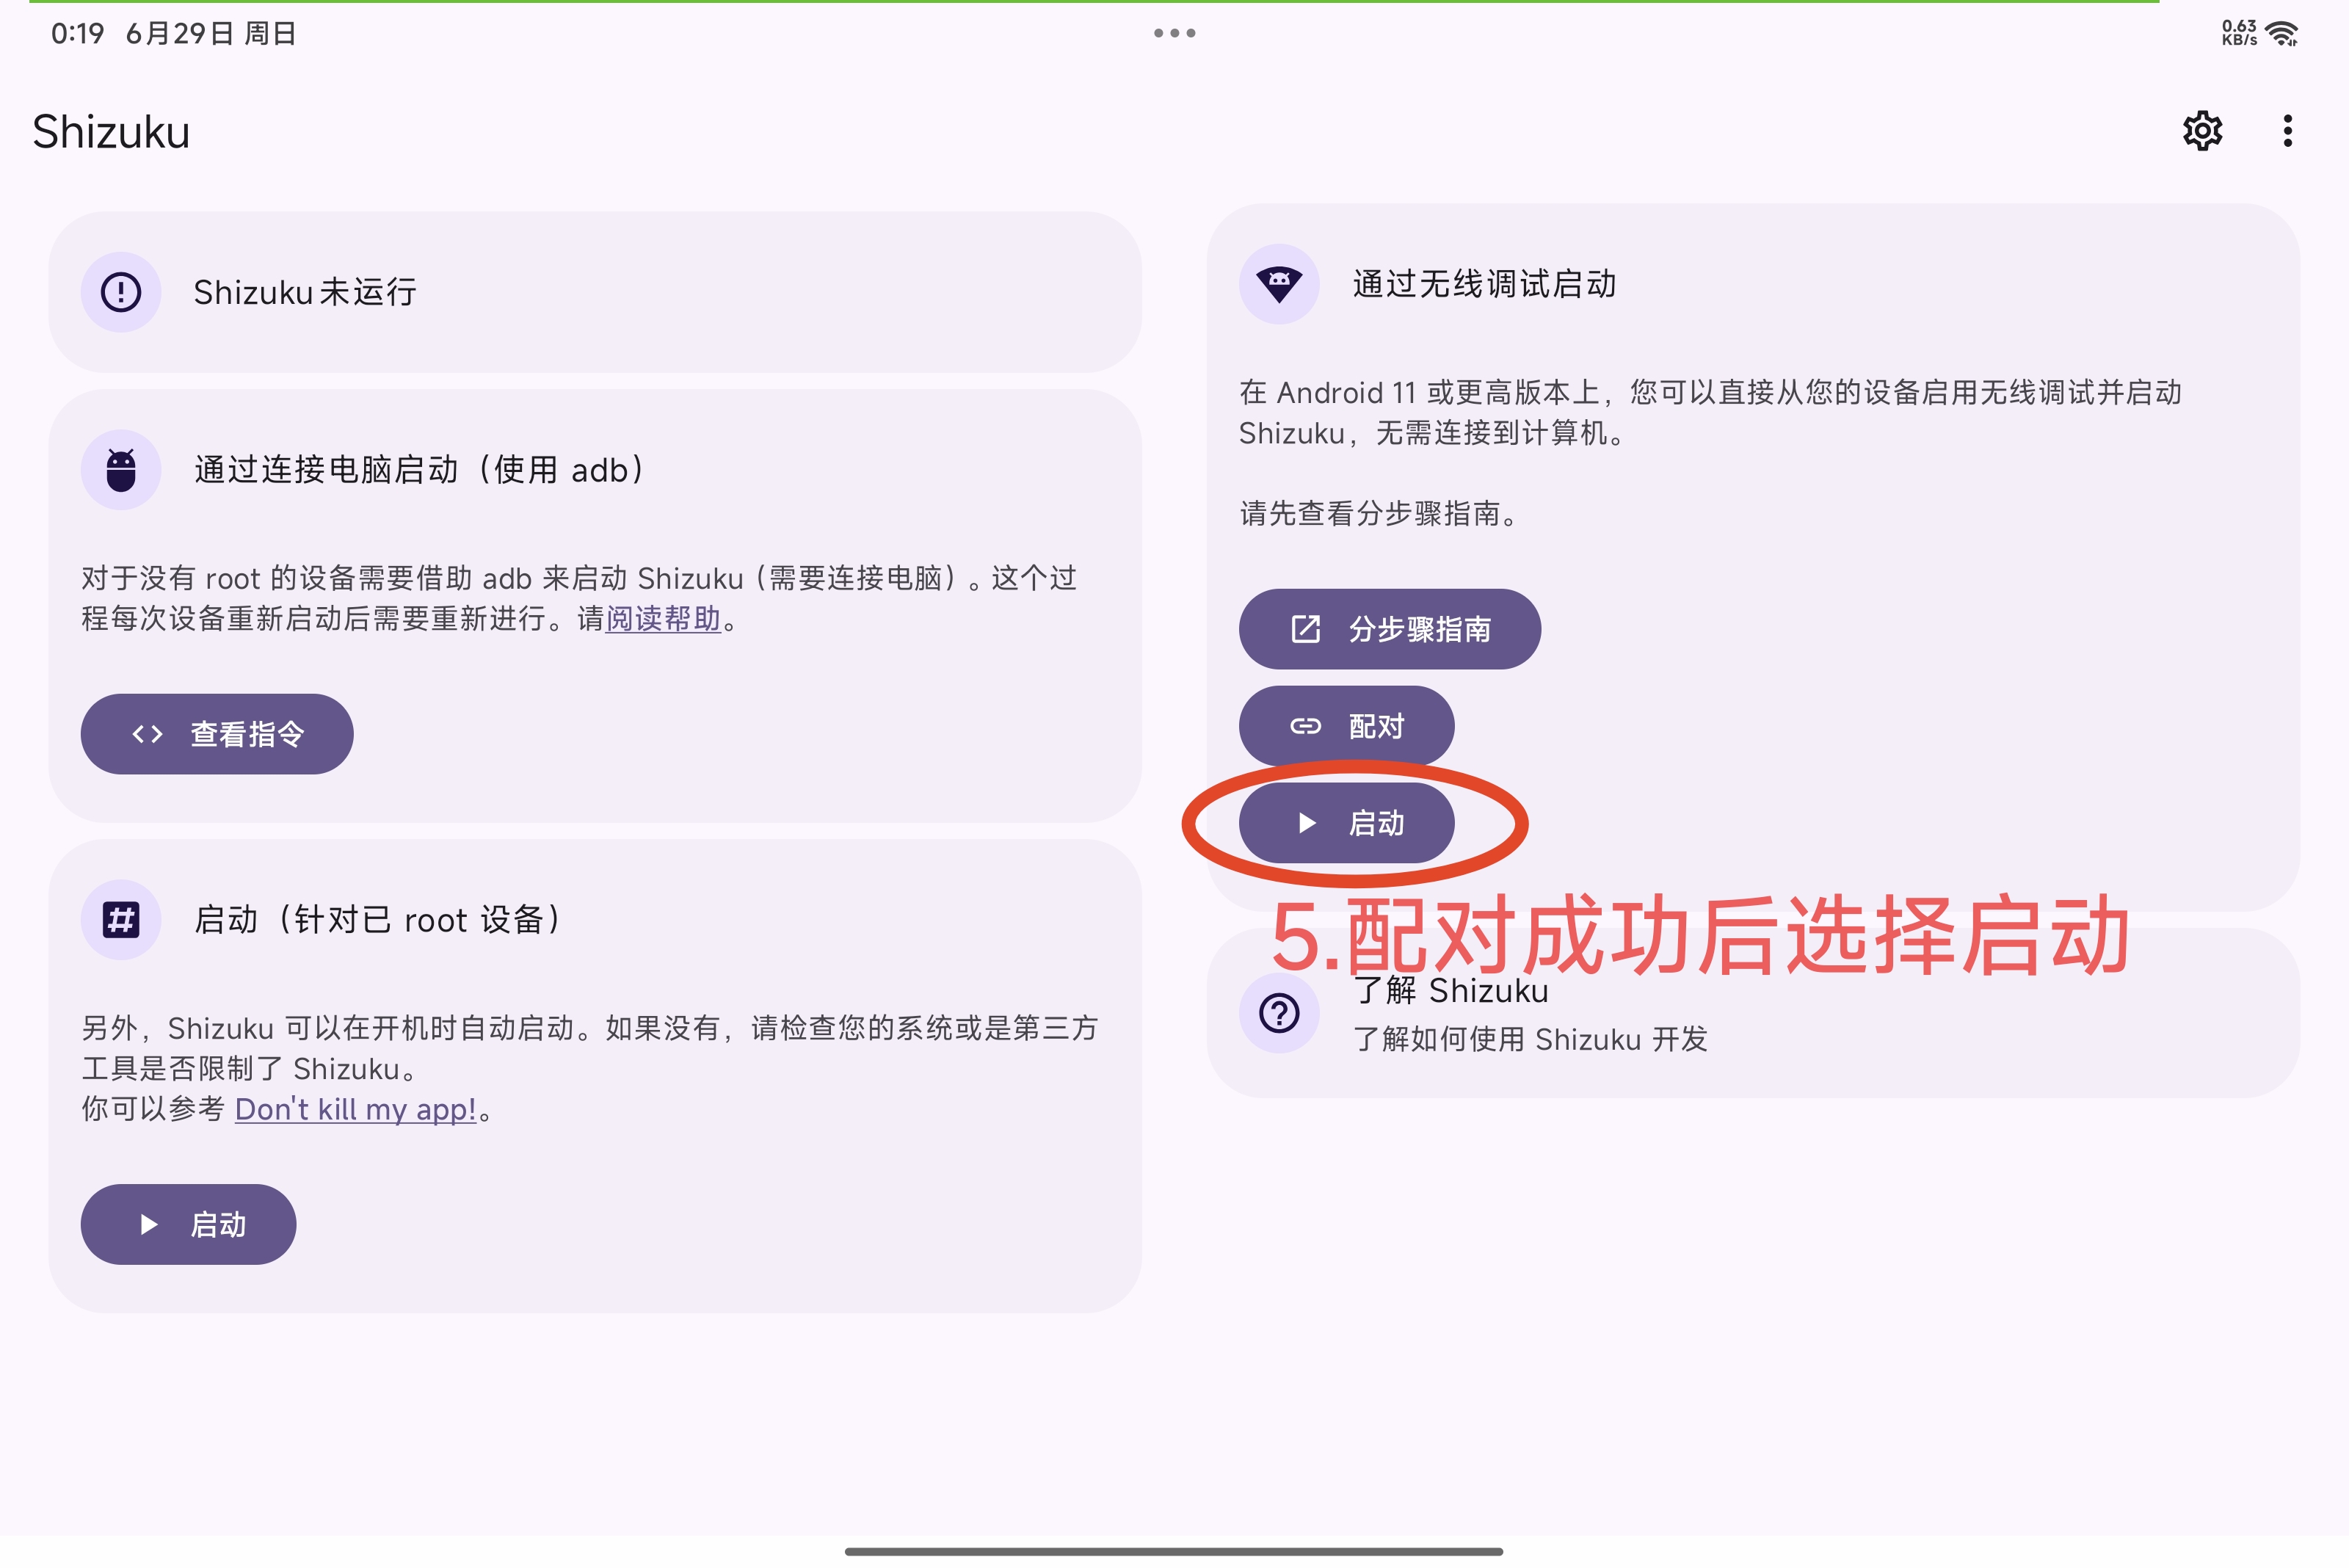 0:19 6月29日 周日
0.63
KB/s
Shizuku
Shizuku未运行
通过连接电脑启动（使用 adb）
对于没有 root 的设备需要借助 adb 来启动 Shizuku（需要连接电脑）。这个过
程每次设备重新启动后需要重新进行。请阅读帮助。
查看指令
启动（针对已 root 设备）
另外，Shizuku 可以在开机时自动启动。如果没有，请检查您的系统或是第三方
工具是否限制了 Shizuku。
你可以参考 Don't kill my app!。
启动
通过无线调试启动
在 Android 11 或更高版本上，您可以直接从您的设备启用无线调试并启动
Shizuku，无需连接到计算机。
请先查看分步骤指南。
分步骤指南
配对
启动
5.配对成功后选择启动
了解 Shizuku
了解如何使用 Shizuku 开发